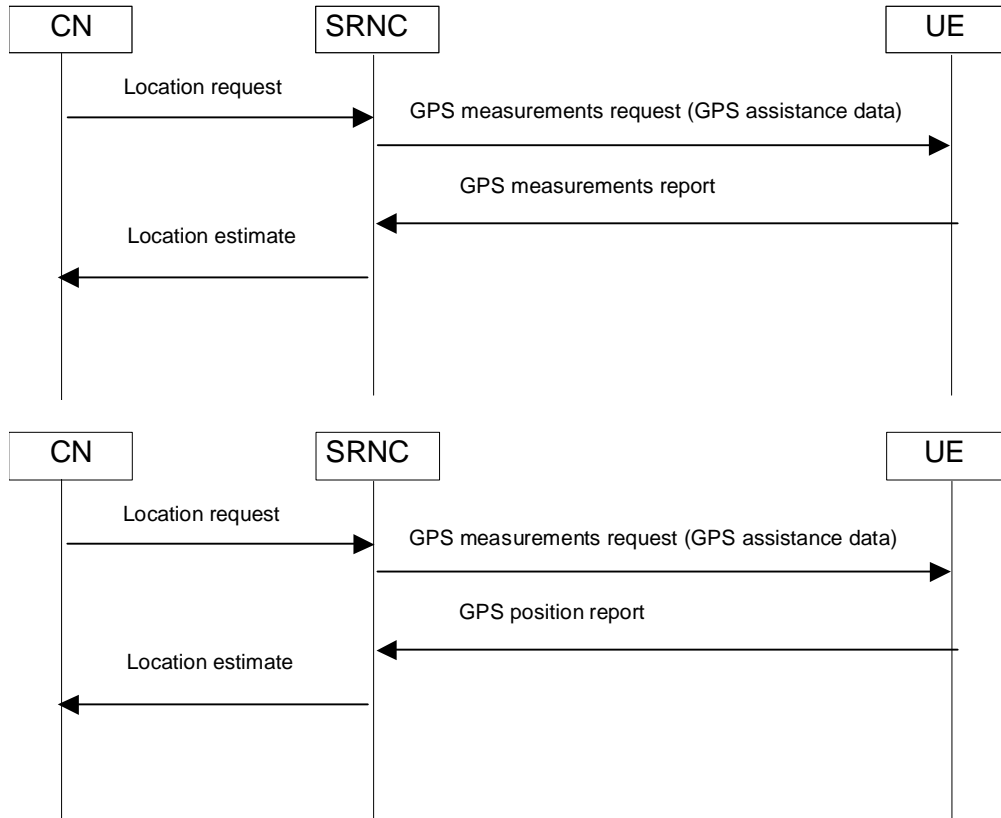 CN
SRNC
UE
Location request
GPS measurements request (GPS assistance data)
GPS measurements report
Location estimate
CN
SRNC
UE
Location request
GPS measurements request (GPS assistance data)
GPS position report
Location estimate